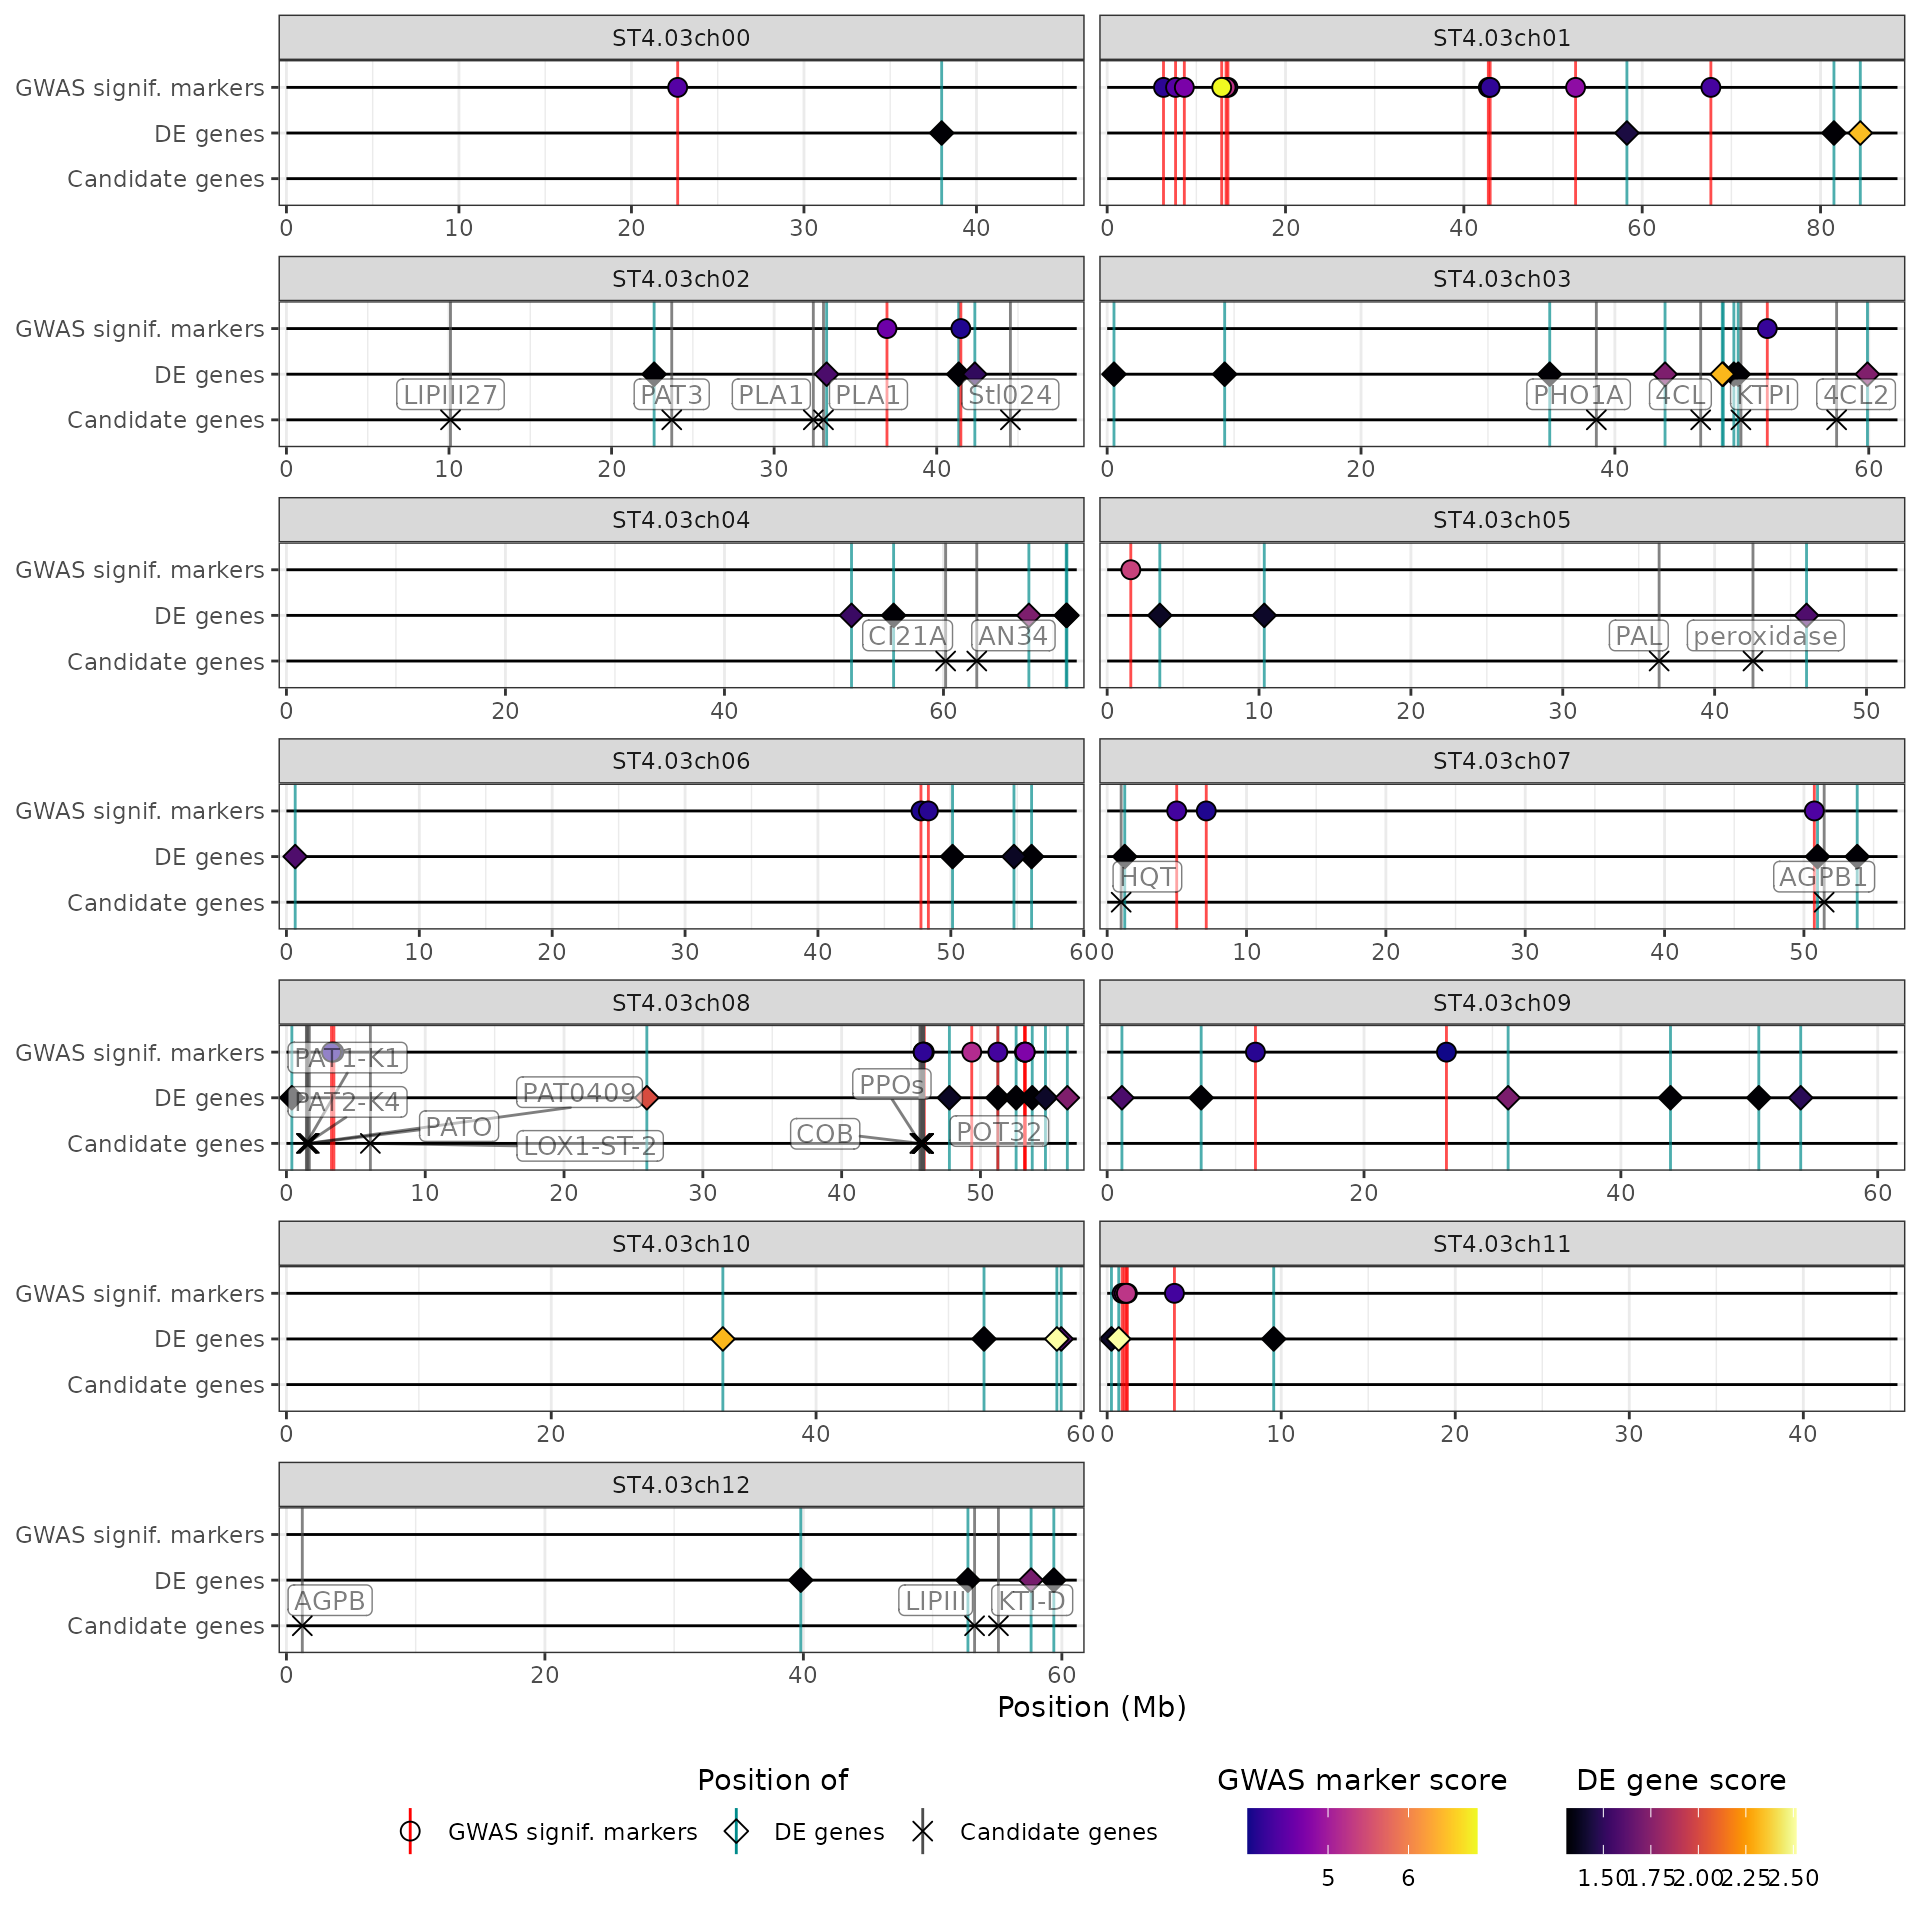 ST4.03ch00 ST4.03ch01
GWAS signif. markers
DE genes
Candidate genes
0 10 20 30 40 0 20 40 60 80
ST4.03ch02 ST4.03ch03
GWAS signif. markers
DE genes
LIPIII27 PAT3 PLA1 PLA1 Stl024 PHO1A 4CL KTPI 4CL2
Candidate genes
0 10 20 30 40 0 20 40 60
ST4.03ch04 ST4.03ch05
GWAS signif. markers
DE genes
CI21A AN34 PAL peroxidase
Candidate genes
0 20 40 60 0 10 20 30 40 50
ST4.03ch06 ST4.03ch07
GWAS signif. markers
DE genes
HQT AGPB1
Candidate genes
0 10 20 30 40 50 60 0 10 20 30 40 50
ST4.03ch08 ST4.03ch09
GWAS signif. markers
PAT1-K1
PPOs
PAT0409
DE genes
PAT2-K4
PATO
COB
POT32
Candidate genes
LOX1-ST-2
0 10 20 30 40 50 0 20 40 60
ST4.03ch10 ST4.03ch11
GWAS signif. markers
DE genes
Candidate genes
0 20 40 60 0 10 20 30 40
ST4.03ch12
GWAS signif. markers
DE genes
AGPB LIPIII KTI-D
Candidate genes
0 20 40 60
Position (Mb)
Position of GWAS marker score DE gene score
GWAS signif. markers DE genes Candidate genes
5 6 1.50 1.75 2.00 2.25 2.50